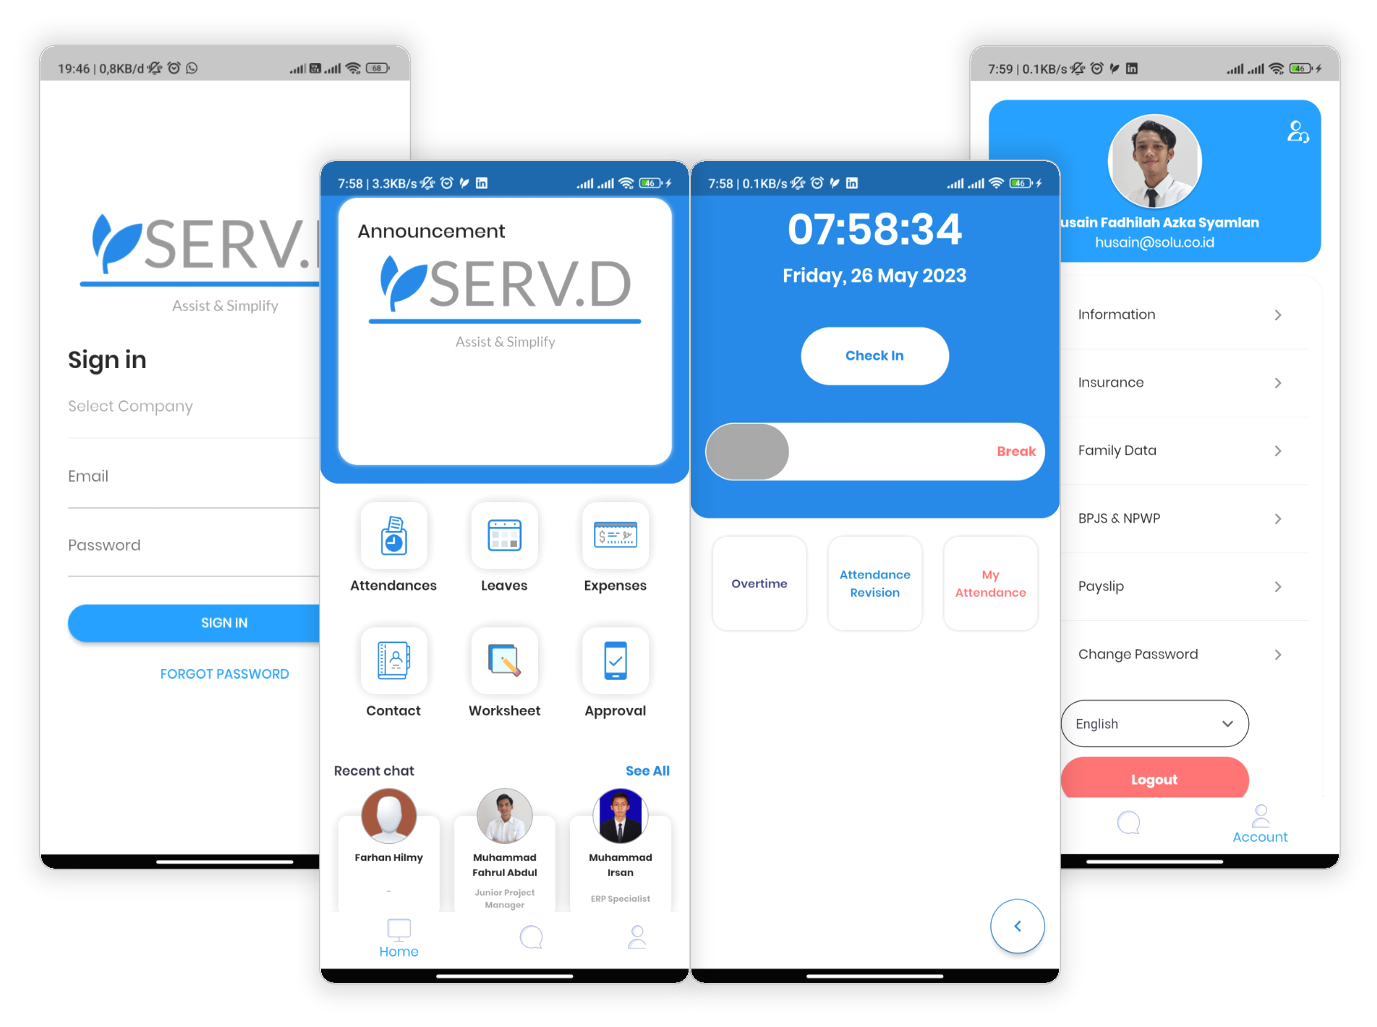 19:46 | 0,8KB/d
68
SERV.
Assist & Simplify
Sign in
Select Company
Email
Password
SIGN IN
FORGOT PASSWORD
7:58 | 3.3KB/s
46
Announcement
SERV.D
Assist & Simplify
Attendances
Leaves
Expenses
Contact
Worksheet
Approval
Recent chat
See All
Farhan Hilmy
-
Muhammad
Fahrul Abdul
Junior Project
Manager
Muhammad
Irsan
ERP Specialist
Home
7:58 | 0.1KB/s
46
07:58:34
Friday, 26 May 2023
Check In
Break
Overtime
Attendance
Revision
My
Attendance
7:59 | 0.1KB/s
46
usain Fadhilah Azka Syamlan
husain@solu.co.id
Information
Insurance
Family Data
BPJS & NPWP
Payslip
Change Password
English
Logout
Account